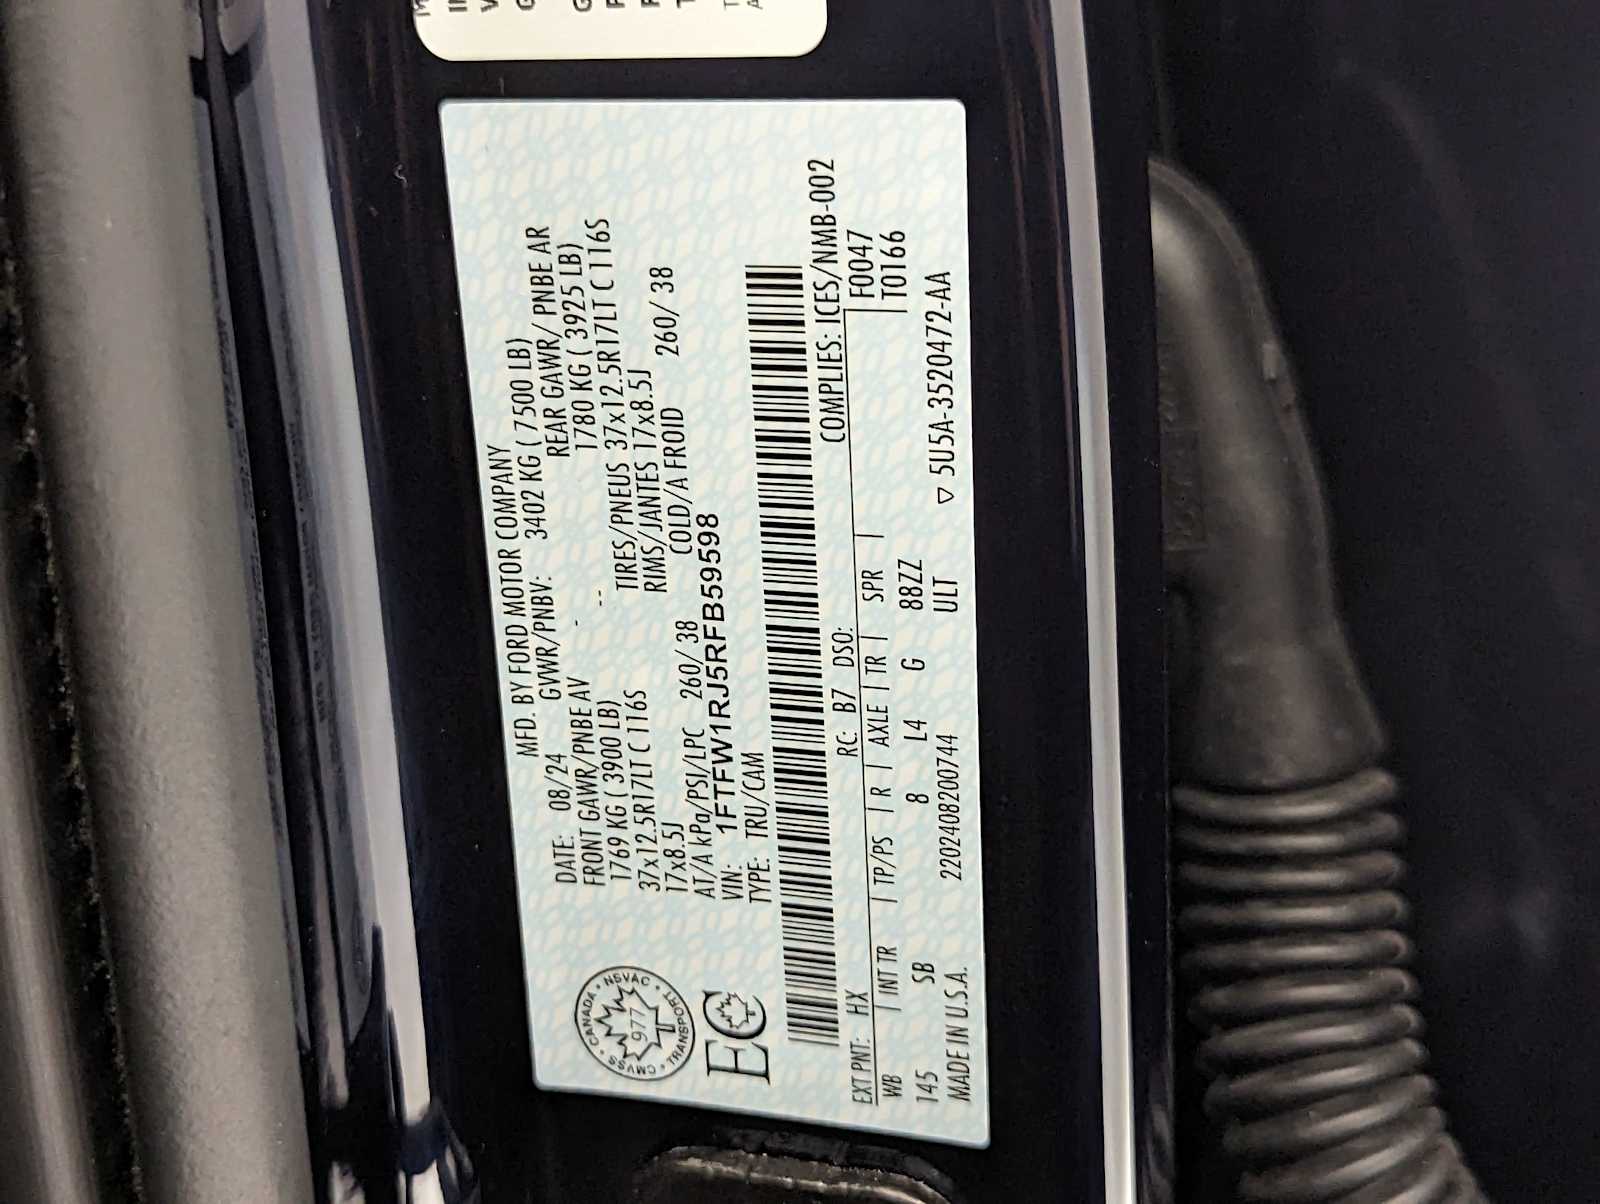 MFD. BY FORD MOTOR COMPANY
DATE: 08/24 GVWR/PNBV: 3402 KG ( 7500 LB)
FRONT GAWR/PNBE AV REAR GAWR/ PNBE AR
1769 KG ( 3900 LB) - -- 1780 KG ( 3925 LB)
37x12.5R17LT C 116S TIRES/PNEUS 37x12.5R17LT C 116S
17x8.5J RIMS/JANTES 17x8.5J
AT/A kPa/PSI/LPC 260/ 38 COLD/A FROID 260/ 38
VIN: 1FTFW1RJ5RFB59598
TYPE: TRU/CAM
CANADA • NSVAC • TRANSPORT • CMVSS •
977
EC
COMPLIES: ICES/NMB-002
EXT PNT: HX RC: B7 DSO: F0047
WB | INT TR | TP/PS | R | AXLE | TR | SPR | T0166
145 SB 8 L4 G 88ZZ
MADE IN U.S.A. 220240820074​4 ULT ▽ 5U5A-3520472-AA